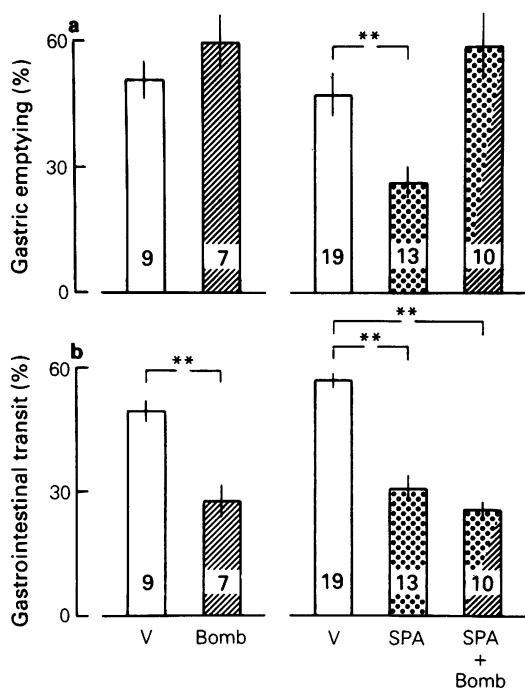 a
Gastric emptying (%)
60
30
0
**
9
7
19
13
10
b
Gastrointestinal transit (%)
60
30
0
**
**
**
9
7
19
13
10
V
Bomb
V
SPA
SPA
+
Bomb